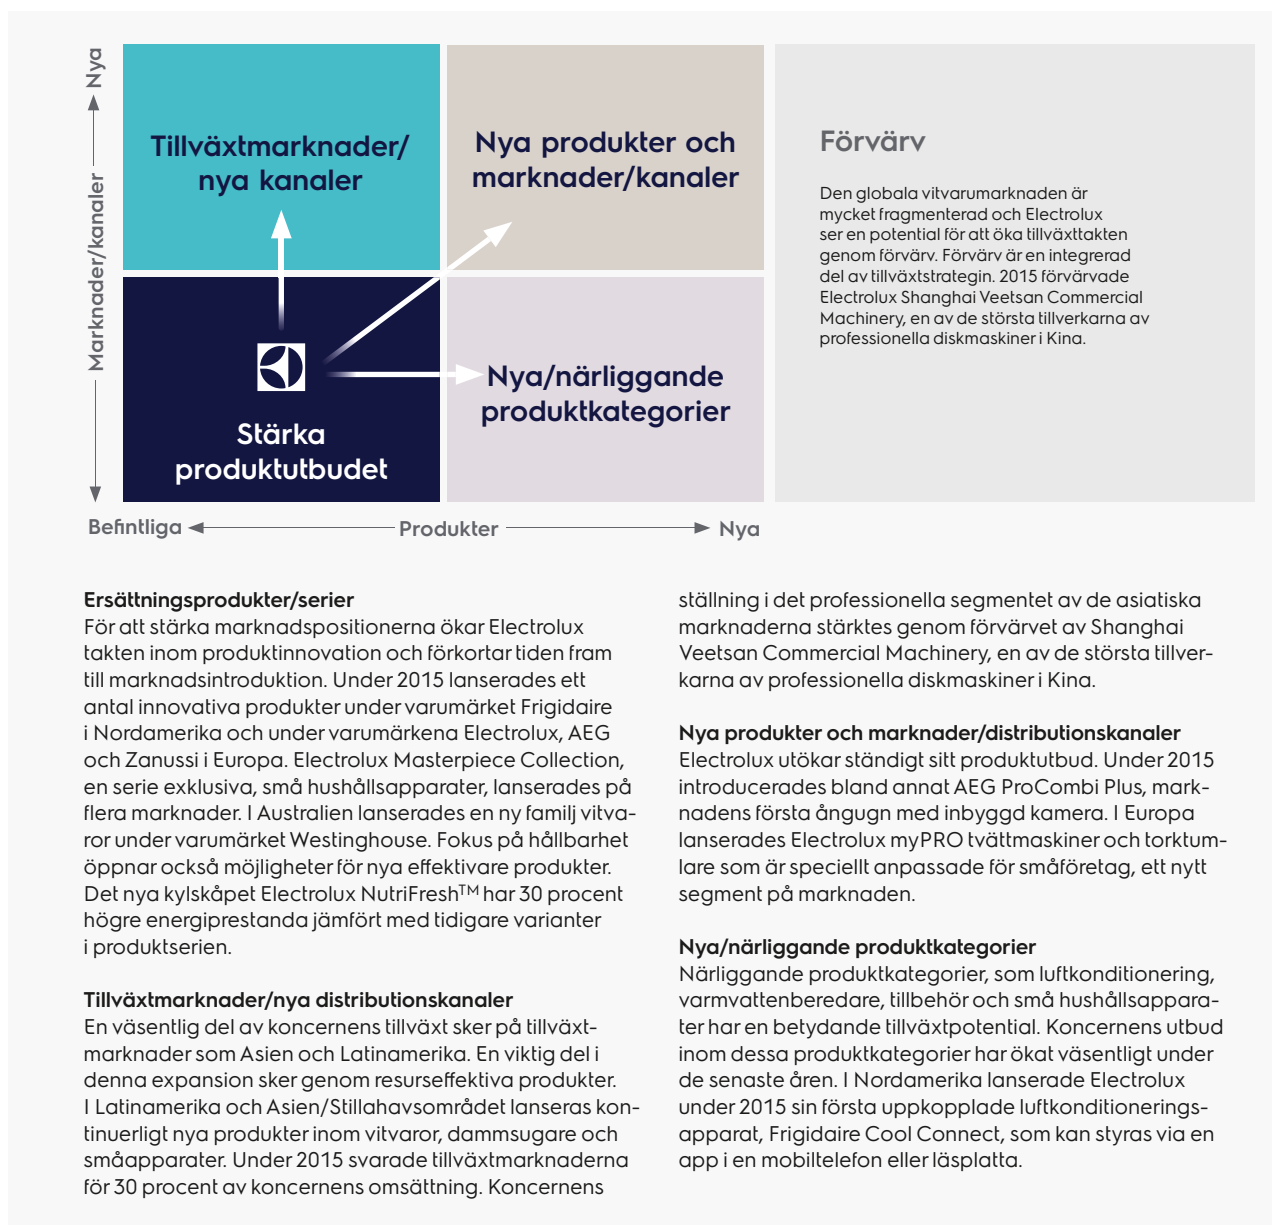 Nya
Marknader/kanaler
Tillväxtmarknader/
nya kanaler
Nya produkter och
marknader/kanaler
Stärka
produktutbudet
Nya/närliggande
produktkategorier
Befintliga
Produkter
Nya
Förvärv
Den globala vitvarumarknaden är
mycket fragmenterad och Electrolux
ser en potential för att öka tillväxttakten
genom förvärv. Förvärv är en integrerad
del av tillväxtstrategin. 2015 förvärvade
Electrolux Shanghai Veetsan Commercial
Machinery, en av de största tillverkarna av
professionella diskmaskiner i Kina.
Ersättningsprodukter/serier
För att stärka marknadspositionerna ökar Electrolux
takten inom produktinnovation och förkortar tiden fram
till marknadsintroduktion. Under 2015 lanserades ett
antal innovativa produkter under varumärket Frigidaire
i Nordamerika och under varumärkena Electrolux, AEG
och Zanussi i Europa. Electrolux Masterpiece Collection,
en serie exklusiva, små hushållsapparater, lanserades på
flera marknader. I Australien lanserades en ny familj vitva-
ror under varumärket Westinghouse. Fokus på hållbarhet
öppnar också möjligheter för nya effektivare produkter.
Det nya kylskåpet Electrolux NutriFresh™ har 30 procent
högre energiprestanda jämfört med tidigare varianter
i produktserien.
Tillväxtmarknader/nya distributionskanaler
En väsentlig del av koncernens tillväxt sker på tillväxt-
marknader som Asien och Latinamerika. En viktig del i
denna expansion sker genom resurseffektiva produkter.
I Latinamerika och Asien/Stillahavsområdet lanseras kon-
tinuerligt nya produkter inom vitvaror, dammsugare och
småapparater. Under 2015 svarade tillväxtmarknaderna
för 30 procent av koncernens omsättning. Koncernens
ställning i det professionella segmentet av de asiatiska
marknaderna stärktes genom förvärvet av Shanghai
Veetsan Commercial Machinery, en av de största tillver-
karna av professionella diskmaskiner i Kina.
Nya produkter och marknader/distributionskanaler
Electrolux utökar ständigt sitt produktutbud. Under 2015
introducerades bland annat AEG ProCombi Plus, mark-
nadens första ångugn med inbyggd kamera. I Europa
lanserades Electrolux myPRO tvättmaskiner och torktum-
lare som är speciellt anpassade för småföretag, ett nytt
segment på marknaden.
Nya/närliggande produktkategorier
Närliggande produktkategorier, som luftkonditionering,
varmvattenberedare, tillbehör och små hushållsappara-
ter har en betydande tillväxtpotential. Koncernens utbud
inom dessa produktkategorier har ökat väsentligt under
de senaste åren. I Nordamerika lanserade Electrolux
under 2015 sin första uppkopplade luftkonditionerings-
apparat, Frigidaire Cool Connect, som kan styras via en
app i en mobiltelefon eller läsplatta.